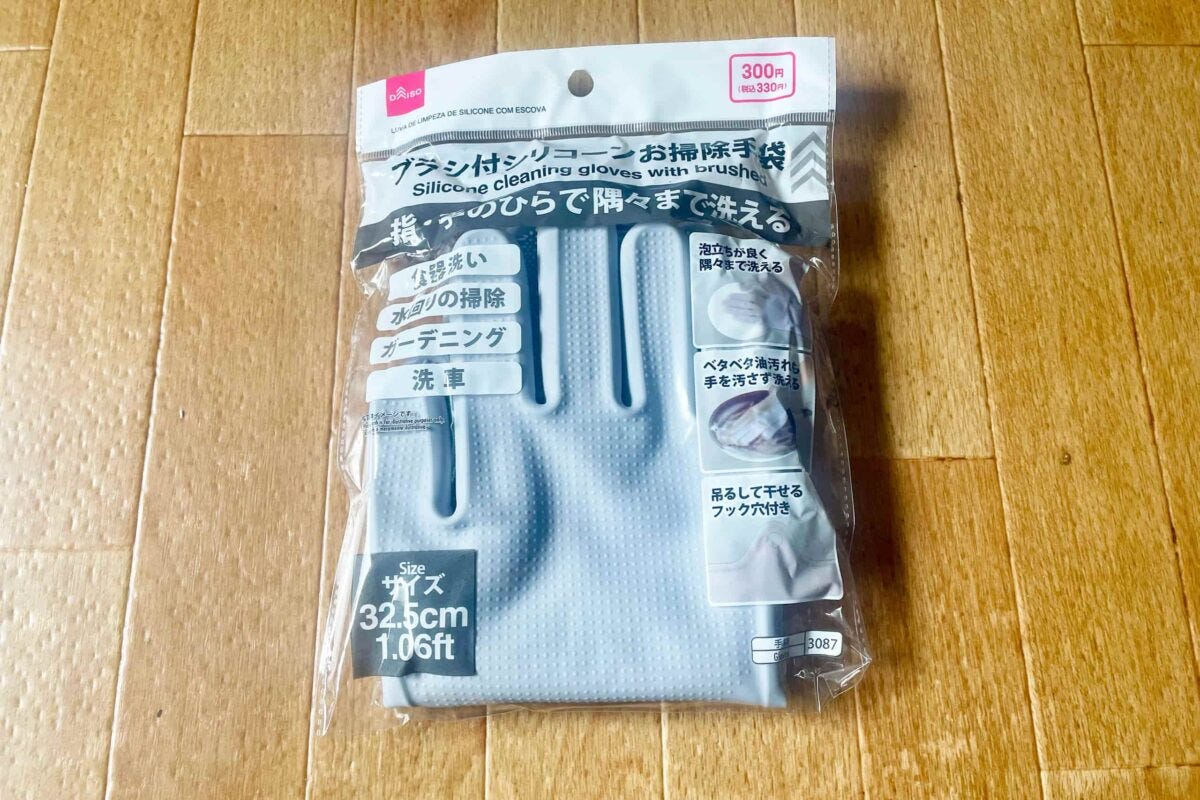 DAISO
300円
(税込330円)
LUVA DE LIMPEZA DE SILICONE COM ESCOVA
ブラシ付シリコーンお掃除手袋
Silicone cleaning gloves with brushed
指・手のひらで隅々まで洗える
食器洗い
水回りの掃除
ガーデニング
洗車
泡立ちが良く
隅々まで洗える
ベタベタ油汚れも
手を汚さず洗える
吊るして干せる
フック穴付き
Size
サイズ
32.5cm
1.06ft
3087